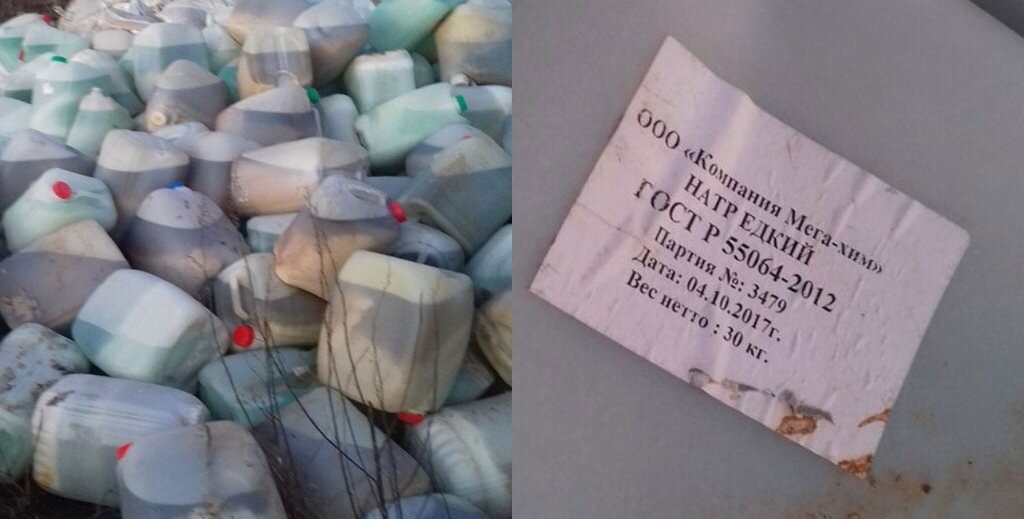 ООО «Компания Мега-хим»
НАТР ЕДКИЙ
ГОСТ Р 55064-2012
Партия №: 3479
Дата: 04.10.2017г.
Вес нетто : 30 кг.